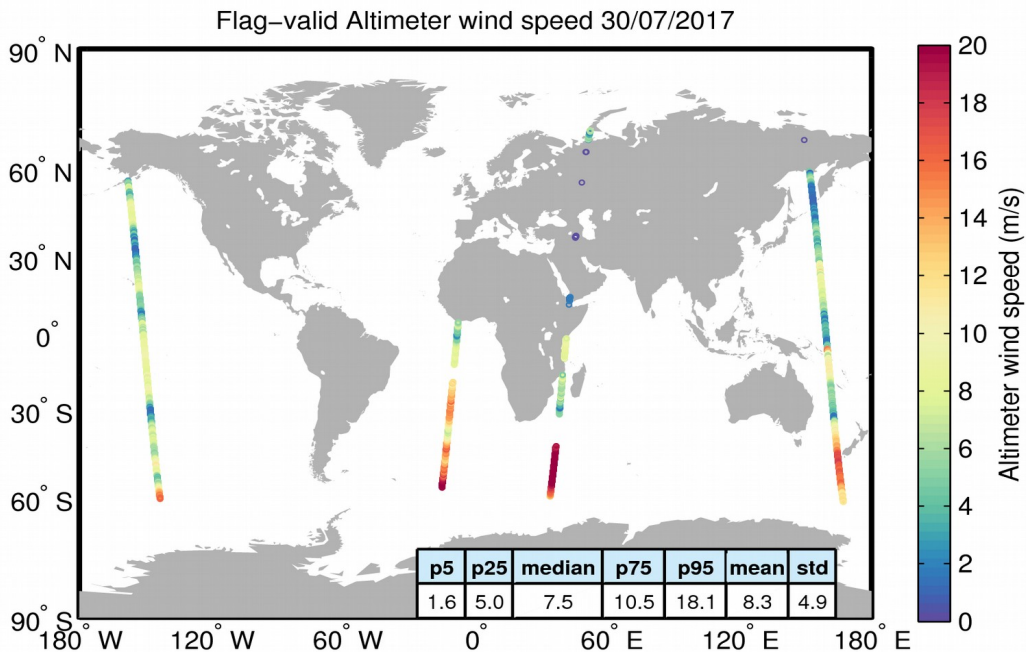 Flag−valid Altimeter wind speed 30/07/2017
90° N
60° N
30° N
0°
30° S
60° S
90° S
180° W
120° W
60° W
0°
60° E
120° E
180° E
20
18
16
14
12
10
8
6
4
2
0
Altimeter wind speed (m/s)
p5 p25 median p75 p95 mean std
1.6 5.0 7.5 10.5 18.1 8.3 4.9